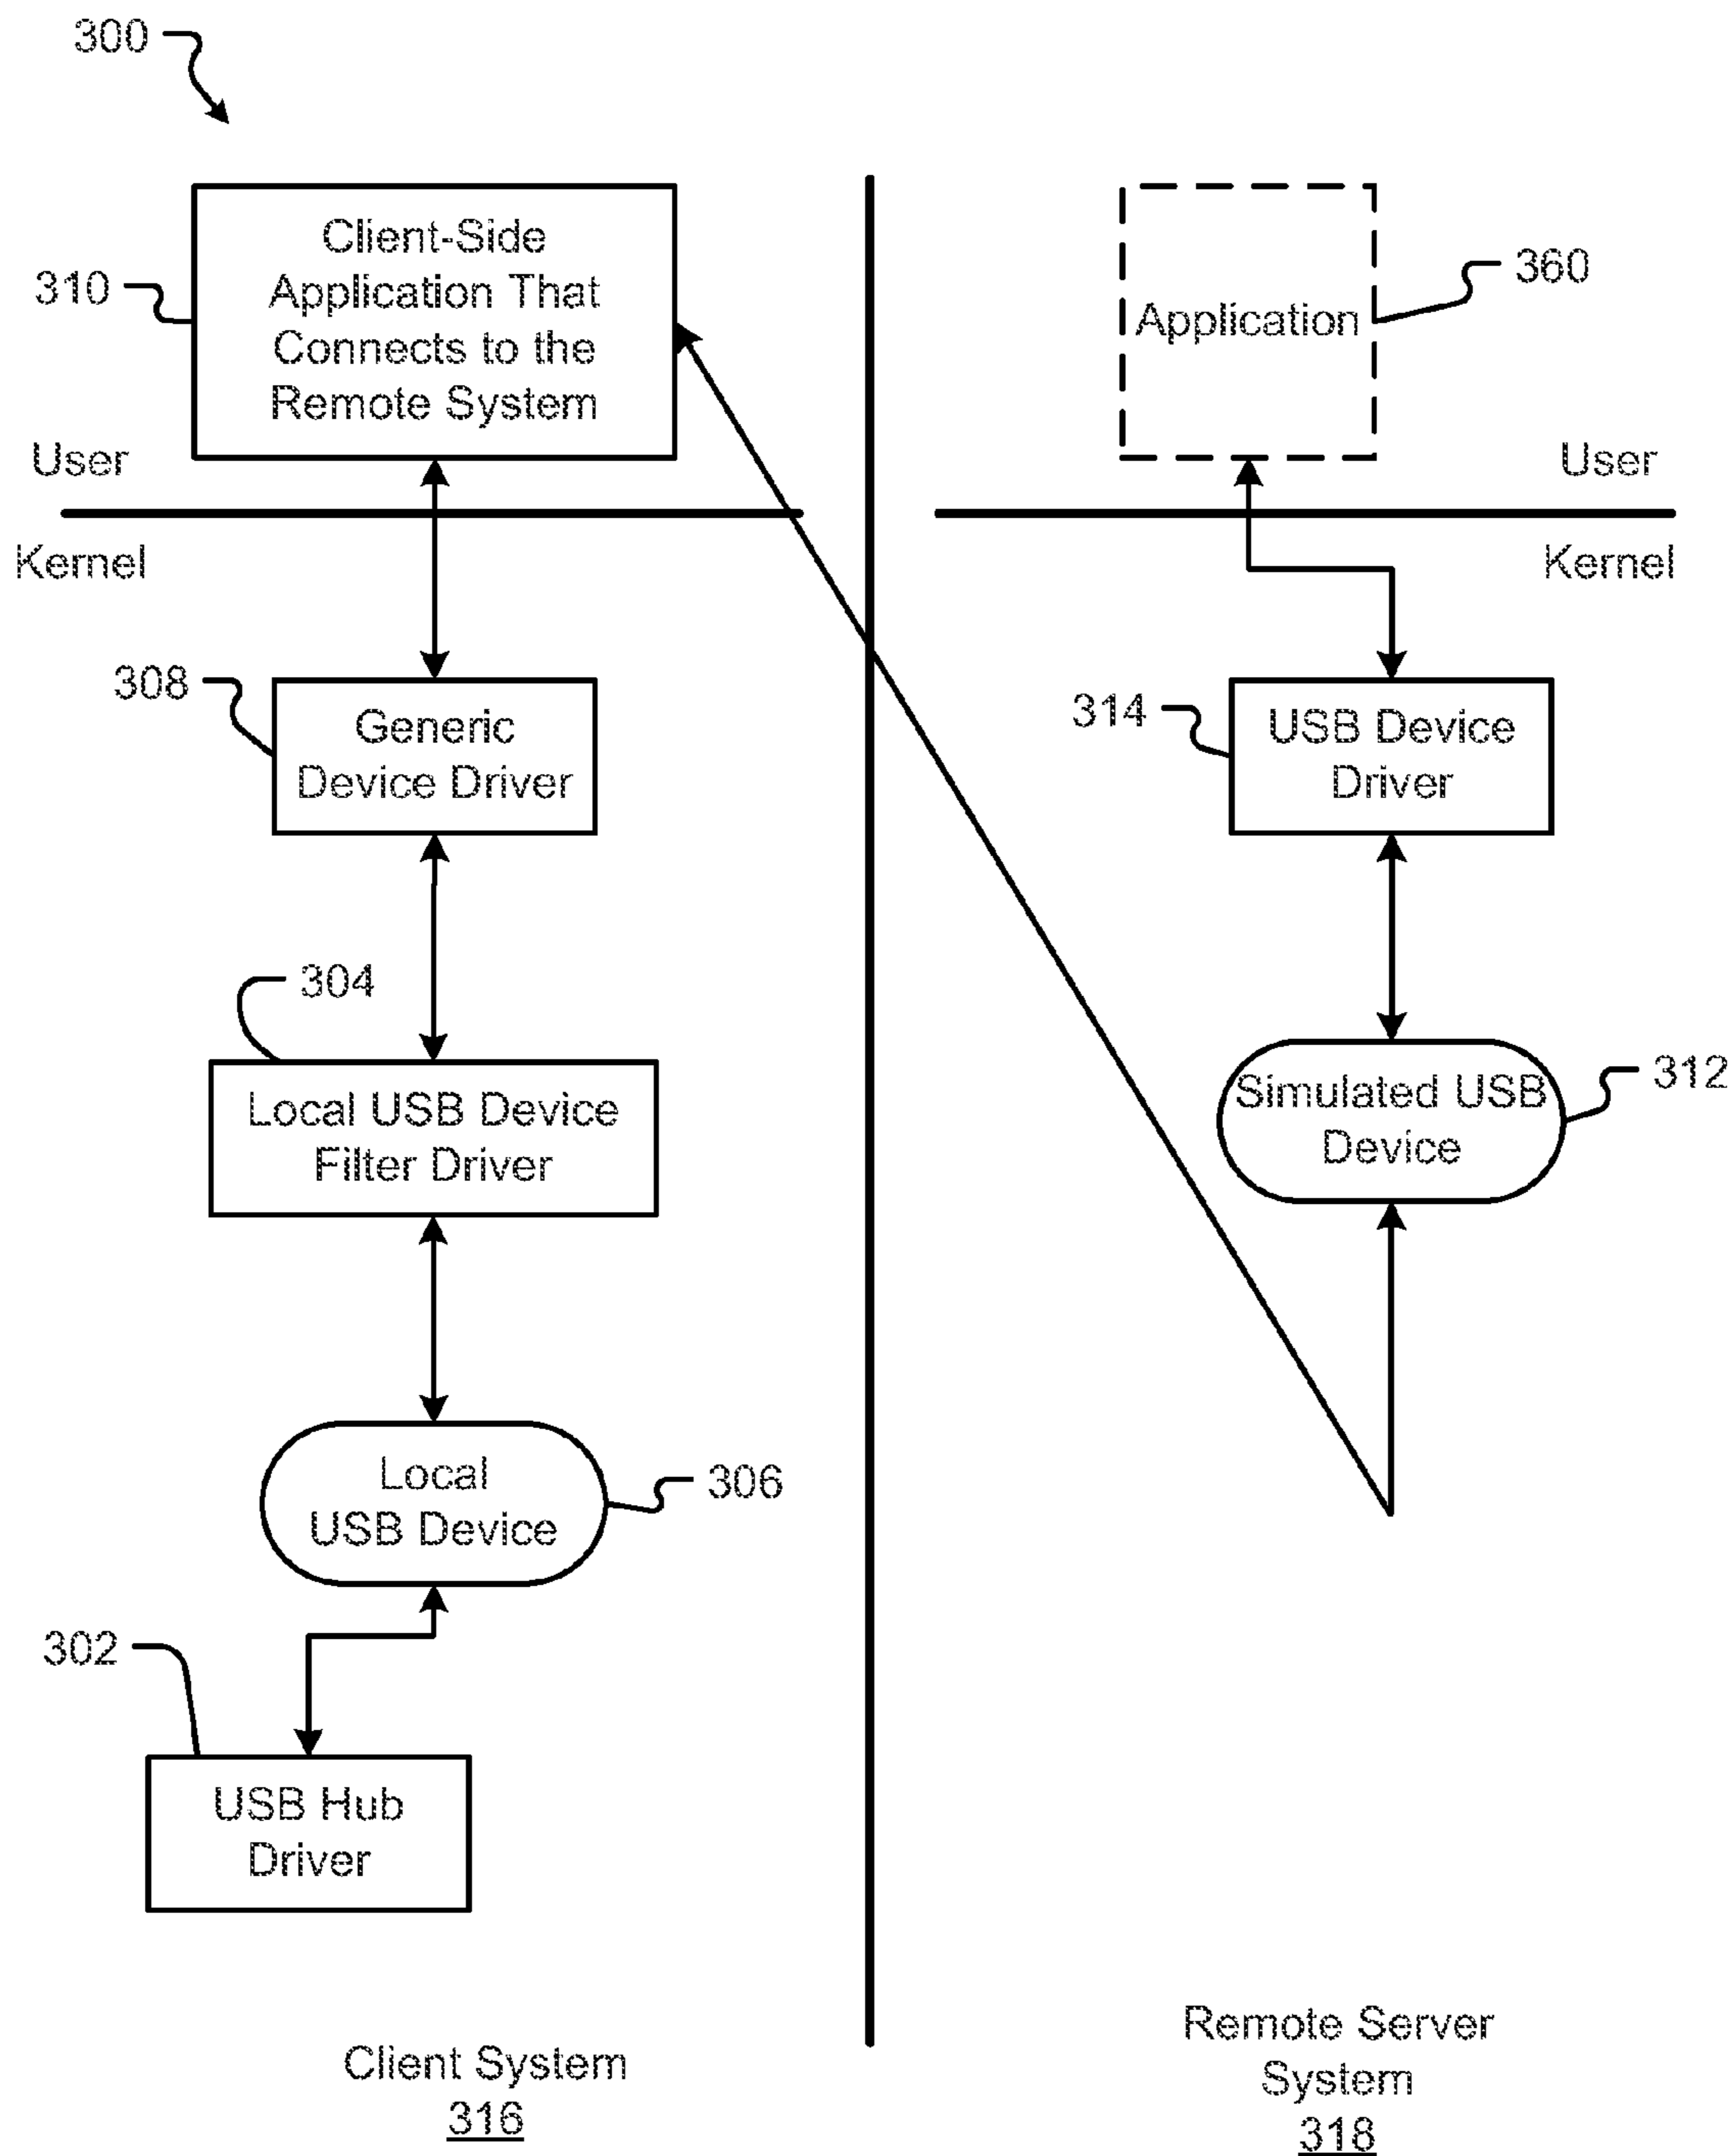 300
310
Client-Side
Application That
Connects to the
Remote System
Application
360
User
User
Kernel
Kernel
308
Generic
Device Driver
314
USB Device
Driver
304
Local USB Device
Filter Driver
Simulated USB
Device
312
Local
USB Device
306
302
USB Hub
Driver
Client System
316
Remote Server
System
318